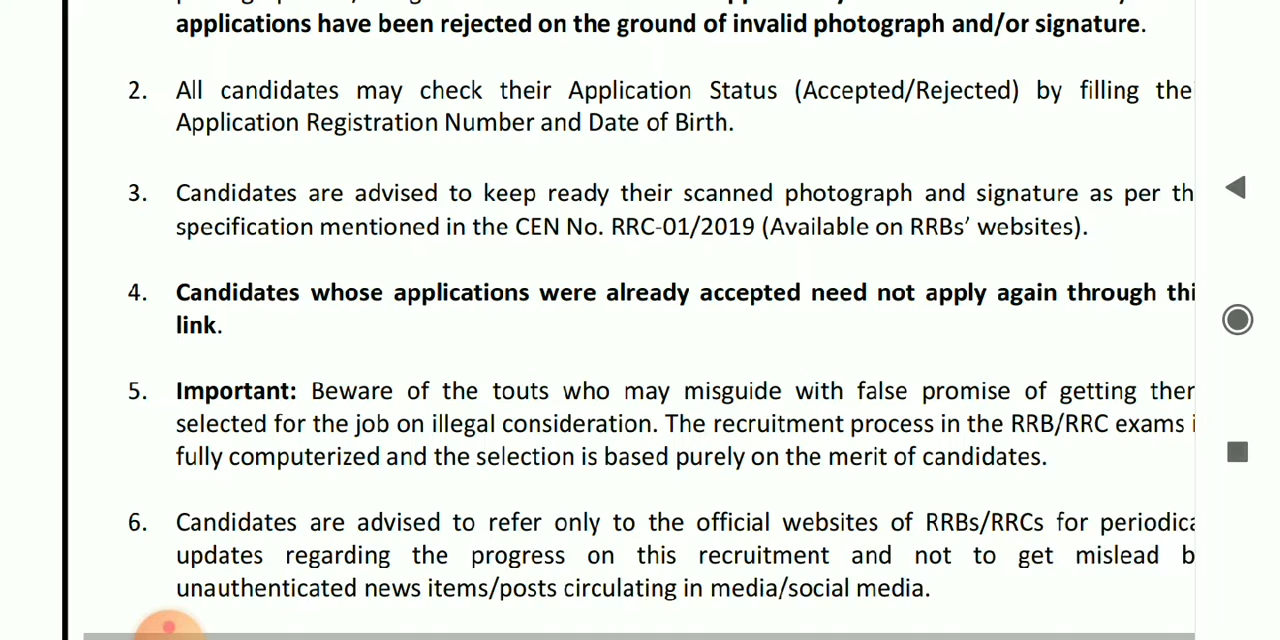 applications have been rejected on the ground of invalid photograph and/or signature.
2. All candidates may check their Application Status (Accepted/Rejected) by filling
Application Registration Number and Date of Birth.
3. Candidates are advised to keep ready their scanned photograph and signature as per
specification mentioned in the CEN No. RRC-01/2019 (Available on RRBs' websites).
4. Candidates whose applications were already accepted need not apply again through
link.
5. Important: Beware of the touts who may misguide with false promise of getting
selected for the job on illegal consideration. The recruitment process in the RRB/RRC exams
fully computerized and the selection is based purely on the merit of candidates.
6. Candidates are advised to refer only to the official websites of RRBs/RRCs for
updates regarding the progress on this recruitment and not to get mislead
unauthenticated news items/posts circulating in media/social media.